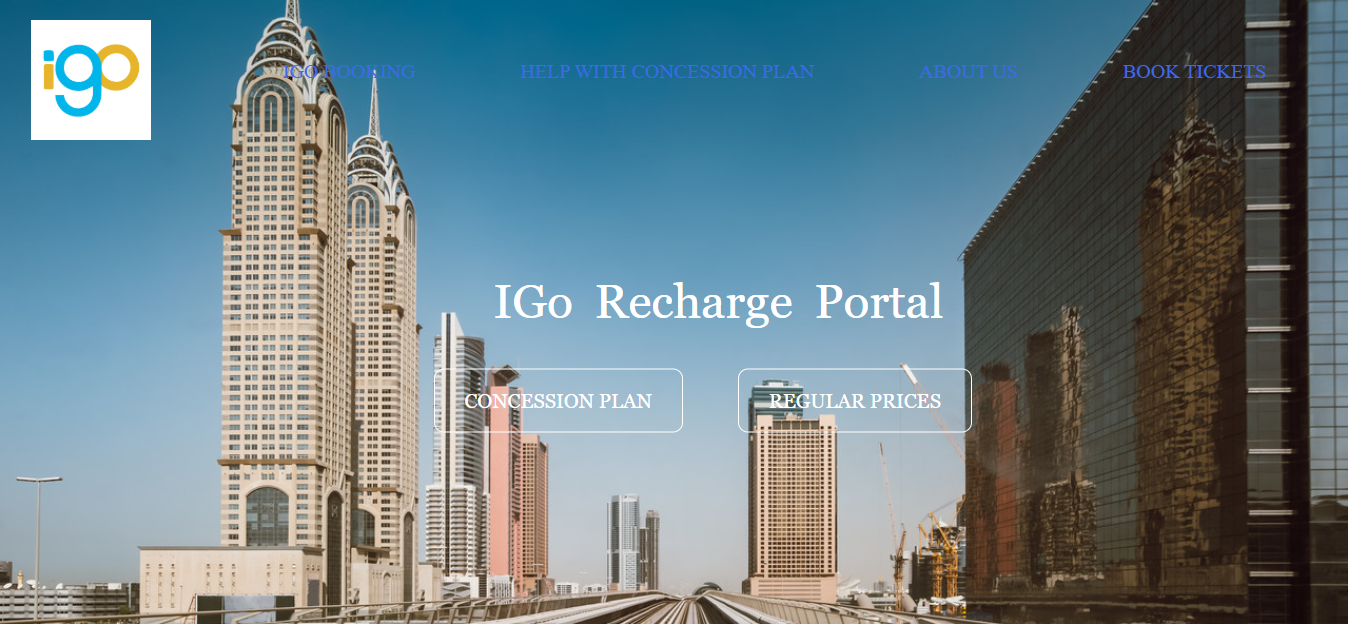 igo
IGO BOOKING
HELP WITH CONCESSION PLAN
ABOUT US
BOOK TICKETS
IGo Recharge Portal
CONCESSION PLAN
REGULAR PRICES